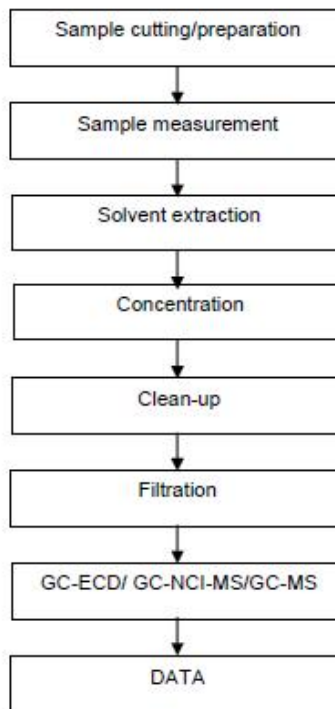 Sample cutting/preparation
Sample measurement
Solvent extraction
Concentration
Clean-up
Filtration
GC-ECD/ GC-NCI-MS/GC-MS
DATA